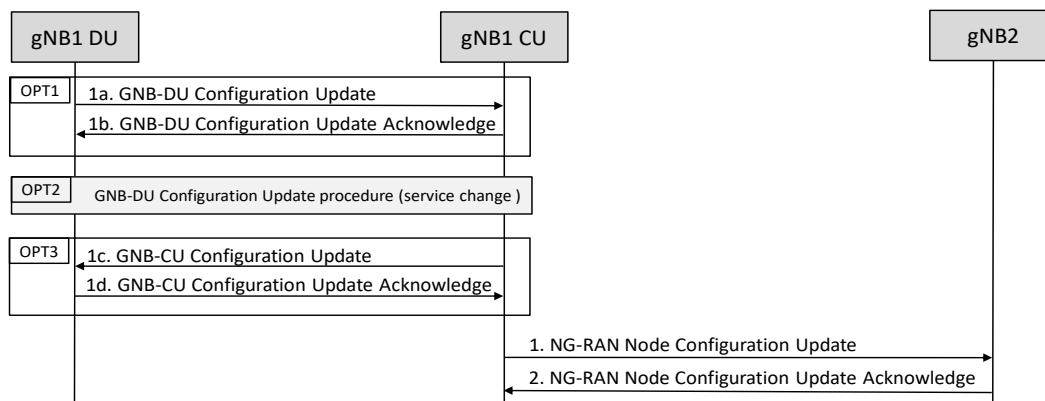 gNB1 DU
gNB1 CU
gNB2
OPT1
1a. GNB-DU Configuration Update
1b. GNB-DU Configuration Update Acknowledge
OPT2
GNB-DU Configuration Update procedure (service change )
OPT3
1c. GNB-CU Configuration Update
1d. GNB-CU Configuration Update Acknowledge
1. NG-RAN Node Configuration Update
2. NG-RAN Node Configuration Update Acknowledge